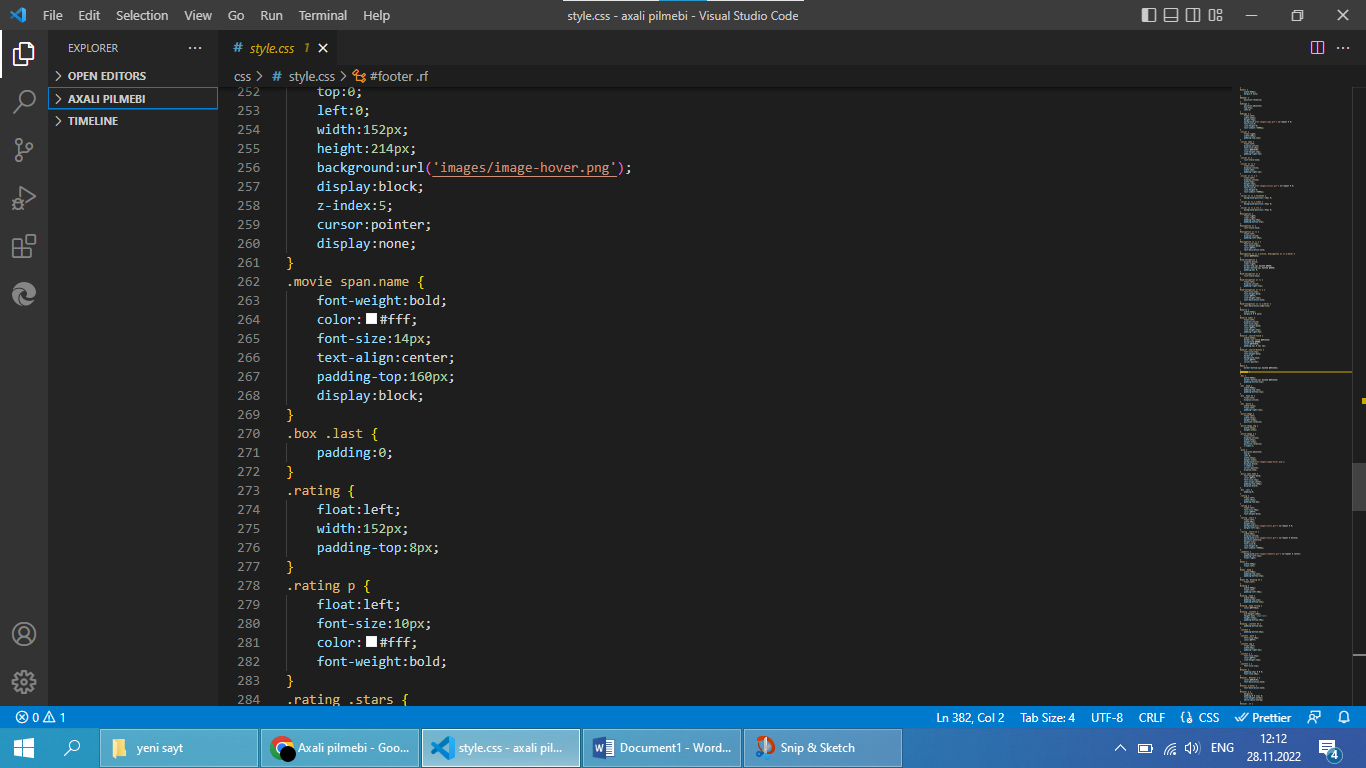 File Edit Selection View Go Run Terminal Help
style.css - axali pilmebi - Visual Studio Code
EXPLORER ...
# style.css 1
OPEN EDITORS
css > # style.css > #footer .rf
AXALI PILMEBI
TIMELINE
252 top:0;
253 left:0;
254 width:152px;
255 height:214px;
256 background:url('images/image-hover.png');
257 display:block;
258 z-index:5;
259 cursor:pointer;
260 display:none;
261 }
262 .movie span.name {
263 font-weight:bold;
264 color:#fff;
265 font-size:14px;
266 text-align:center;
267 padding-top:160px;
268 display:block;
269 }
270 .box .last {
271 padding:0;
272 }
273 .rating {
274 float:left;
275 width:152px;
276 padding-top:8px;
277 }
278 .rating p {
279 float:left;
280 font-size:10px;
281 color:#fff;
282 font-weight:bold;
283 }
284 .rating .stars {
0 1 Ln 382, Col 2 Tab Size: 4 UTF-8 CRLF {} CSS Prettier
yeni sayt Axali pilmebi - Goo... style.css - axali pil... Document1 - Word... Snip & Sketch ENG 12:12
28.11.2022 4